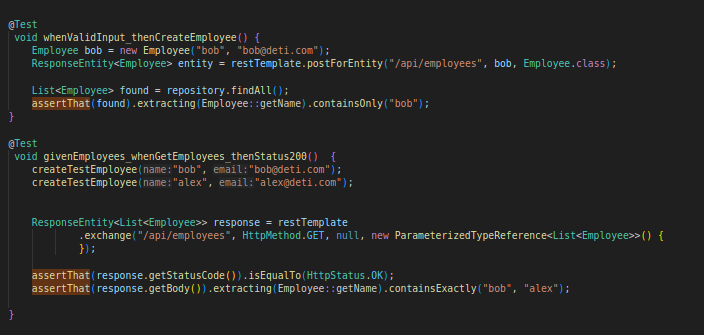 @Test
void whenValidInput_thenCreateEmployee() {
Employee bob = new Employee("bob", "bob@deti.com");
ResponseEntity<Employee> entity = restTemplate.postForEntity("/api/employees", bob, Employee.class);
List<Employee> found = repository.findAll();
assertThat(found).extracting(Employee::getName).containsOnly("bob");
}
@Test
void givenEmployees_whenGetEmployees_thenStatus200()  {
createTestEmployee(name:"bob", email:"bob@deti.com");
createTestEmployee(name:"alex", email:"alex@deti.com");
ResponseEntity<List<Employee>> response = restTemplate
.exchange("/api/employees", HttpMethod.GET, null, new ParameterizedTypeReference<List<Employee>>() {
});
assertThat(response.getStatusCode()).isEqualTo(HttpStatus.OK);
assertThat(response.getBody()).extracting(Employee::getName).containsExactly("bob", "alex");
}